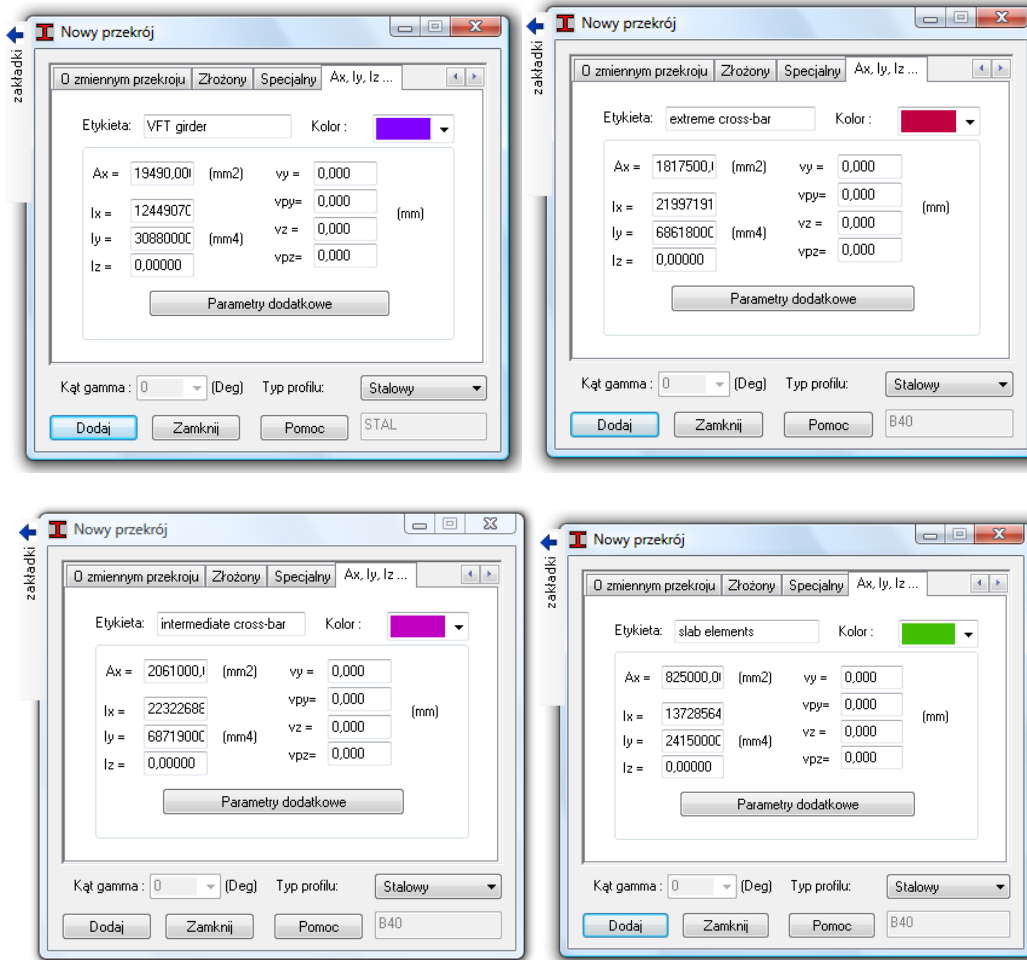 Nowy przekrój
zakładki
O zmiennym przekroju Złożony Specjalny Ax, Iy, Iz ...
Etykieta: VFT girder Kolor :
Ax = 19490,00 (mm2) vy = 0,000
vpy= 0,000
Ix = 1244907 (mm)
Iy = 3088000 (mm4) vz = 0,000
Iz = 0,00000 vpz= 0,000
Parametry dodatkowe
Kąt gamma : 0 (Deg) Typ profilu: Stalowy
Dodaj Zamknij Pomoc STAL
Nowy przekrój
zakładki
O zmiennym przekroju Złożony Specjalny Ax, Iy, Iz ...
Etykieta: extreme cross-bar Kolor :
Ax = 1817500, (mm2) vy = 0,000
vpy= 0,000
Ix = 21997191 (mm)
Iy = 6861800 (mm4) vz = 0,000
Iz = 0,00000 vpz= 0,000
Parametry dodatkowe
Kąt gamma : 0 (Deg) Typ profilu: Stalowy
Dodaj Zamknij Pomoc B40
Nowy przekrój
zakładki
O zmiennym przekroju Złożony Specjalny Ax, Iy, Iz ...
Etykieta: intermediate cross-bar Kolor :
Ax = 2061000, (mm2) vy = 0,000
vpy= 0,000
Ix = 2232268 (mm)
Iy = 6871900 (mm4) vz = 0,000
Iz = 0,00000 vpz= 0,000
Parametry dodatkowe
Kąt gamma : 0 (Deg) Typ profilu: Stalowy
Dodaj Zamknij Pomoc B40
Nowy przekrój
zakładki
O zmiennym przekroju Złożony Specjalny Ax, Iy, Iz ...
Etykieta: slab elements Kolor :
Ax = 825000,0 (mm2) vy = 0,000
vpy= 0,000
Ix = 13728564 (mm)
Iy = 2415000 (mm4) vz = 0,000
Iz = 0,00000 vpz= 0,000
Parametry dodatkowe
Kąt gamma : 0 (Deg) Typ profilu: Stalowy
Dodaj Zamknij Pomoc B40